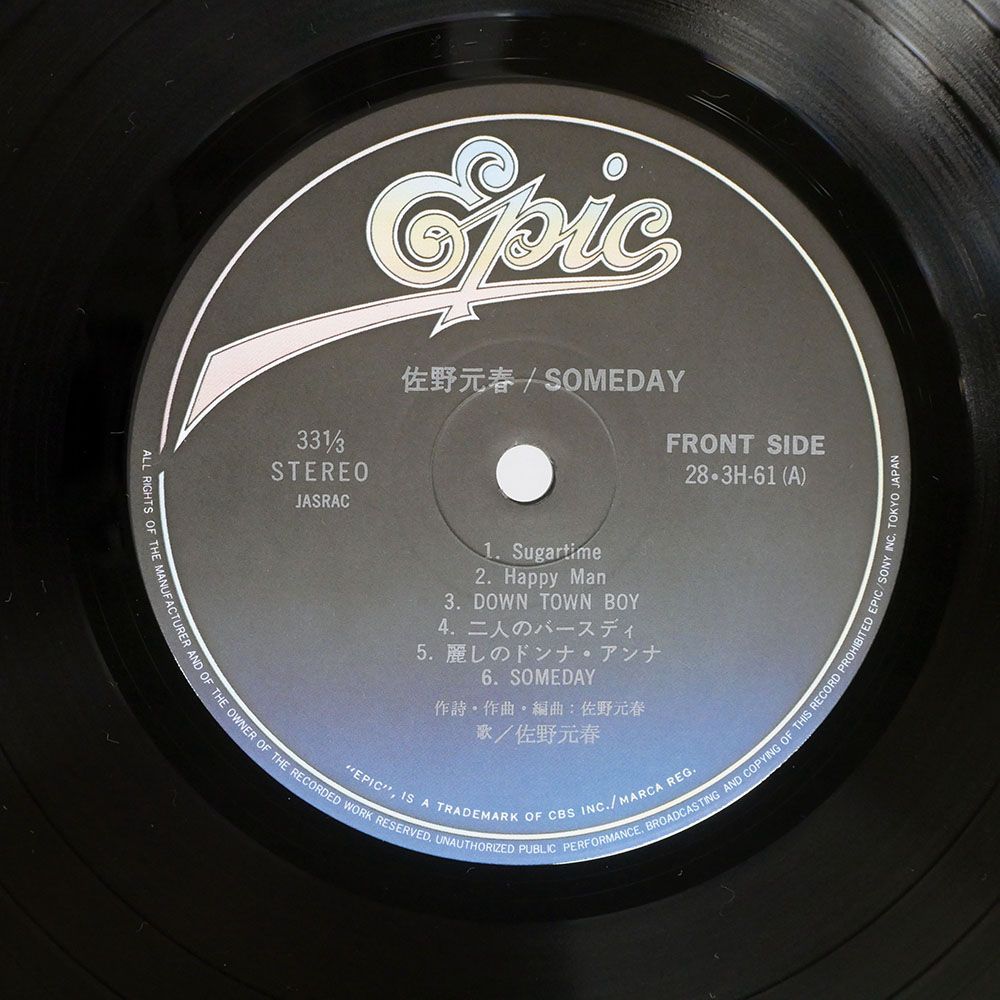 Epic
佐野元春 / SOMEDAY
33 1/3
STEREO
JASRAC
FRONT SIDE
28・3H-61 (A)
1. Sugartime
2. Happy Man
3. DOWN TOWN BOY
4. 二人のバースディ
5. 麗しのドンナ・アンナ
6. SOMEDAY
作詩・作曲・編曲:佐野元春
歌/佐野元春
"EPIC", IS A TRADEMARK OF CBS INC./MARCA REG.
ALL RIGHTS OF THE MANUFACTURER AND OF THE OWNER OF THE RECORDED WORK RESERVED, UNAUTHORIZED PUBLIC PERFORMANCE, BROADCASTING AND COPYING OF THIS RECORD PROHIBITED EPIC/SONY INC. TOKYO JAPAN